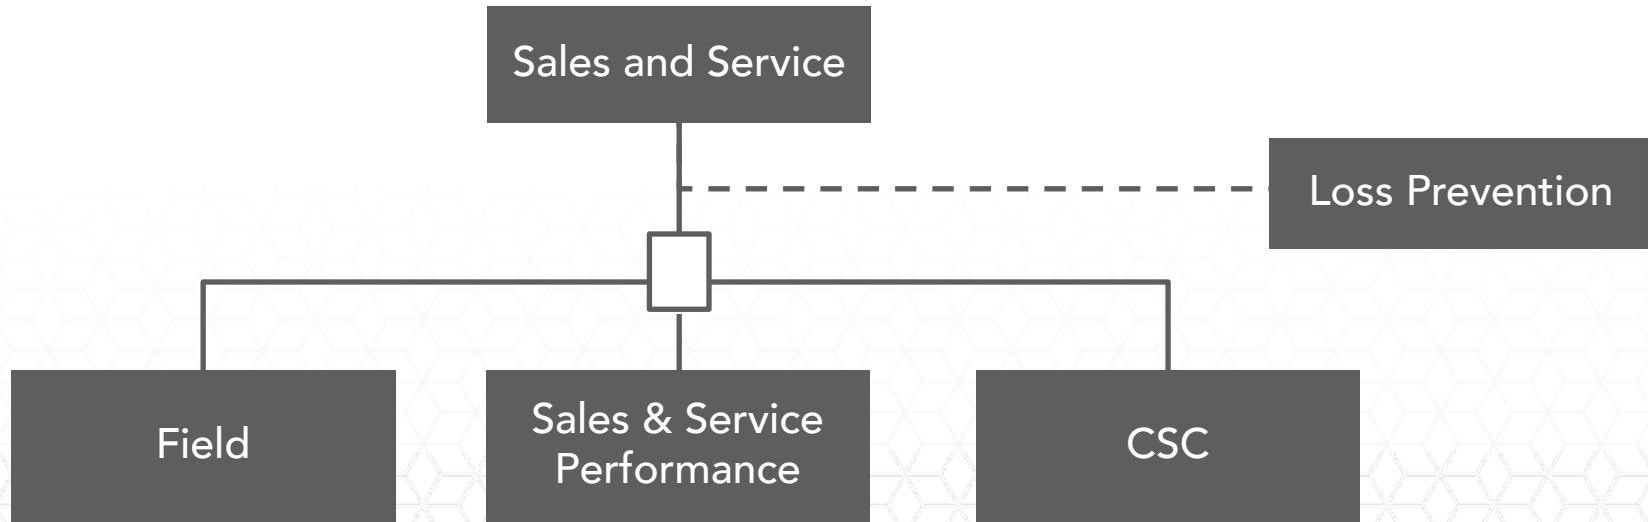 Sales and Service
Loss Prevention
Field
Sales & Service
Performance
CSC